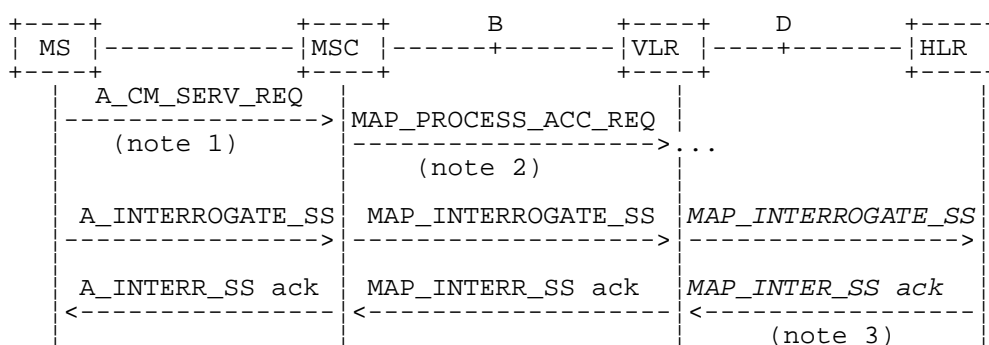 B D
MS MSC VLR HLR
A_CM_SERV_REQ
MAP_PROCESS_ACC_REQ
(note 1) ...
(note 2)
A_INTERROGATE_SS MAP_INTERROGATE_SS MAP_INTERROGATE_SS
A_INTERR_SS ack MAP_INTERR_SS ack MAP_INTER_SS ack
(note 3)